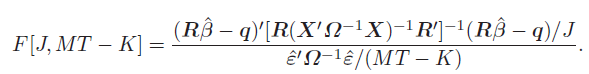 F[J, MT − K] = (Rβ̂ − q)′[R(X′Ω⁻¹X)⁻¹R′]⁻¹(Rβ̂ − q)/J / ε̂′Ω⁻¹ε̂/(MT − K).